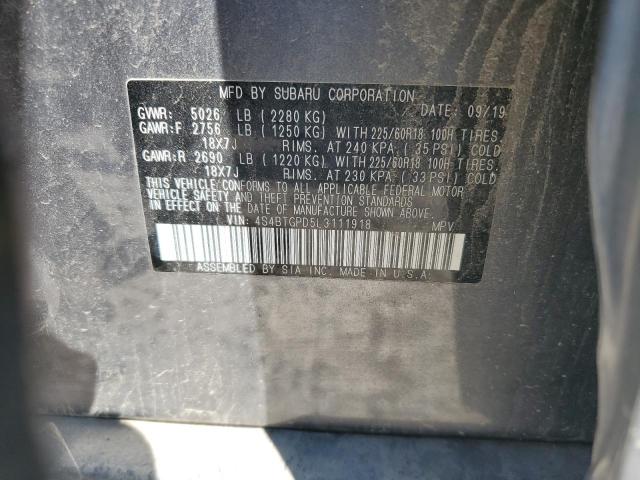 MFD BY SUBARU CORPORATION DATE: 09/19
GVWR: 5026 LB ( 2280 KG)
GAWR:F 2756 LB ( 1250 KG) WITH 225/60R18 100H TIRES,
18X7J RIMS, AT 240 KPA, ( 35 PSI) COLD
GAWR:R 2690 LB ( 1220 KG) WITH 225/60R18 100H TIRES,
18X7J RIMS, AT 230 KPA, ( 33 PSI) COLD
THIS VEHICLE CONFORMS TO ALL APPLICABLE FEDERAL MOTOR
VEHICLE SAFETY AND THEFT PREVENTION STANDARDS
IN EFFECT ON THE DATE OF MANUFACTURE SHOWN ABOVE.
VIN: 4S4BTGPD5L3111918 MPV
ASSEMBLED BY SIA INC. MADE IN U.S.A.